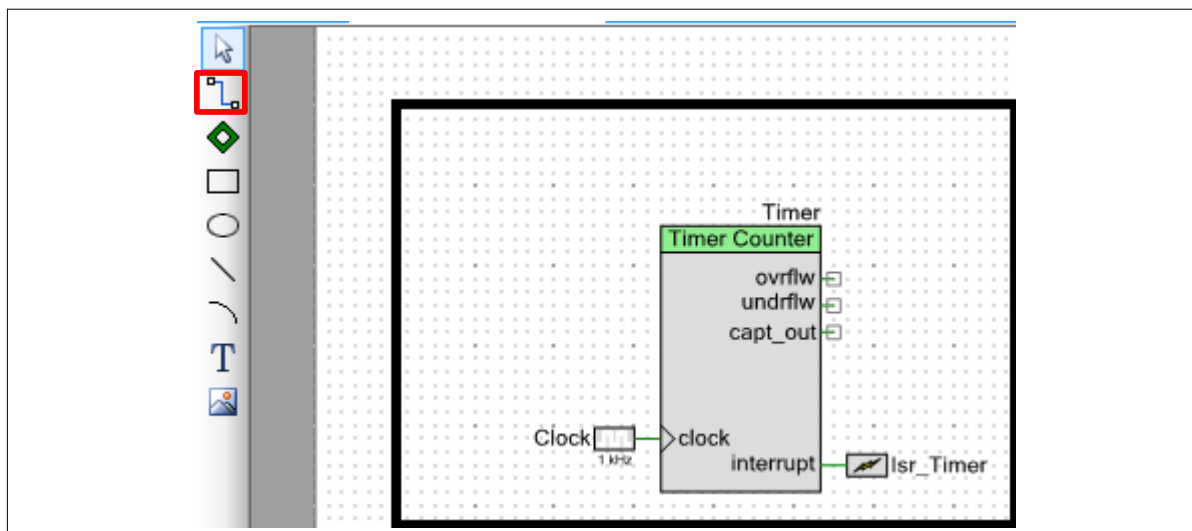 T
Timer
Timer Counter
ovrflw
undrflw
capt_out
Clock
clock
1 kHz
interrupt
Isr_Timer